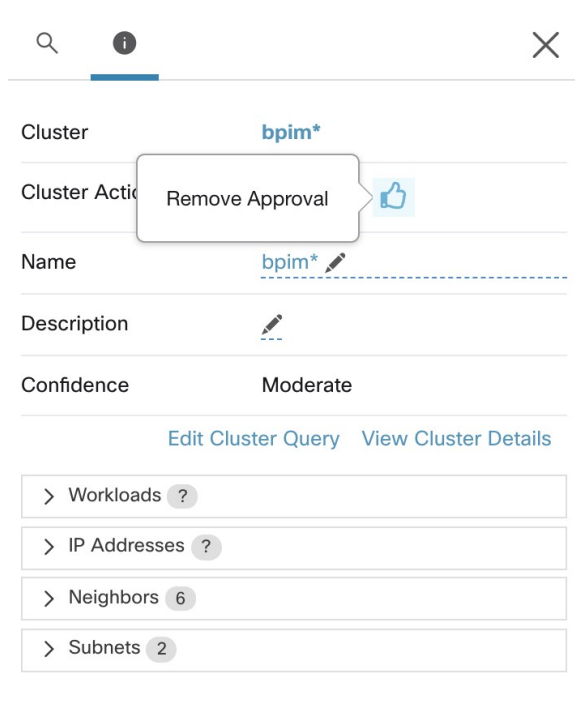 Cluster bpim*
Cluster Actio
Remove Approval
Name bpim*
Description
Confidence Moderate
Edit Cluster Query View Cluster Details
Workloads ?
IP Addresses ?
Neighbors 6
Subnets 2